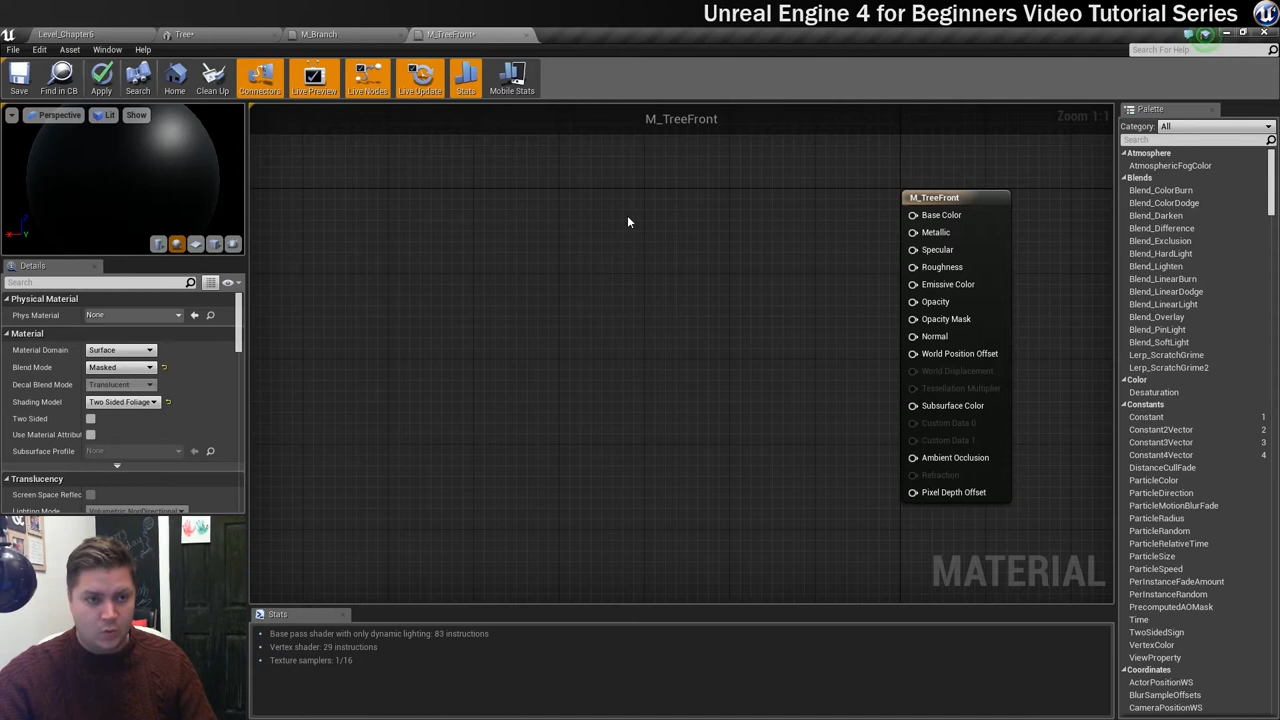 Unreal Engine 4 for Beginners Video Tutorial Series
Level_Chapter6
Tree*
M_Branch
M_TreeFront*
File
Edit
Asset
Window
Help
Search For Help
Save
Find in CB
Apply
Search
Home
Clean Up
Connectors
Live Preview
Live Nodes
Live Update
Stats
Mobile Stats
Perspective
Lit
Show
M_TreeFront
Zoom 1:1
Details
Search
Physical Material
Phys Material
None
Material
Material Domain
Surface
Blend Mode
Masked
Decal Blend Mode
Translucent
Shading Model
Two Sided Foliage
Two Sided
Use Material Attribut
Subsurface Profile
None
Translucency
Screen Space Reflec
Lighting Mode
Volumetric NonDirectional
M_TreeFront
Base Color
Metallic
Specular
Roughness
Emissive Color
Opacity
Opacity Mask
Normal
World Position Offset
World Displacement
Tessellation Multiplier
Subsurface Color
Custom Data 0
Custom Data 1
Ambient Occlusion
Refraction
Pixel Depth Offset
MATERIAL
Stats
Base pass shader with only dynamic lighting: 83 instructions
Vertex shader: 29 instructions
Texture samplers: 1/16
Palette
Category: All
Search
Atmosphere
AtmosphericFogColor
Blends
Blend_ColorBurn
Blend_ColorDodge
Blend_Darken
Blend_Difference
Blend_Exclusion
Blend_HardLight
Blend_Lighten
Blend_LinearBurn
Blend_LinearDodge
Blend_LinearLight
Blend_Overlay
Blend_PinLight
Blend_SoftLight
Lerp_ScratchGrime
Lerp_ScratchGrime2
Color
Desaturation
Constants
Constant 1
Constant2Vector 2
Constant3Vector 3
Constant4Vector 4
DistanceCullFade
ParticleColor
ParticleDirection
ParticleMotionBlurFade
ParticleRadius
ParticleRandom
ParticleRelativeTime
ParticleSize
ParticleSpeed
PerInstanceFadeAmount
PerInstanceRandom
PrecomputedAOMask
Time
TwoSidedSign
VertexColor
ViewProperty
Coordinates
ActorPositionWS
BlurSampleOffsets
CameraPositionWS